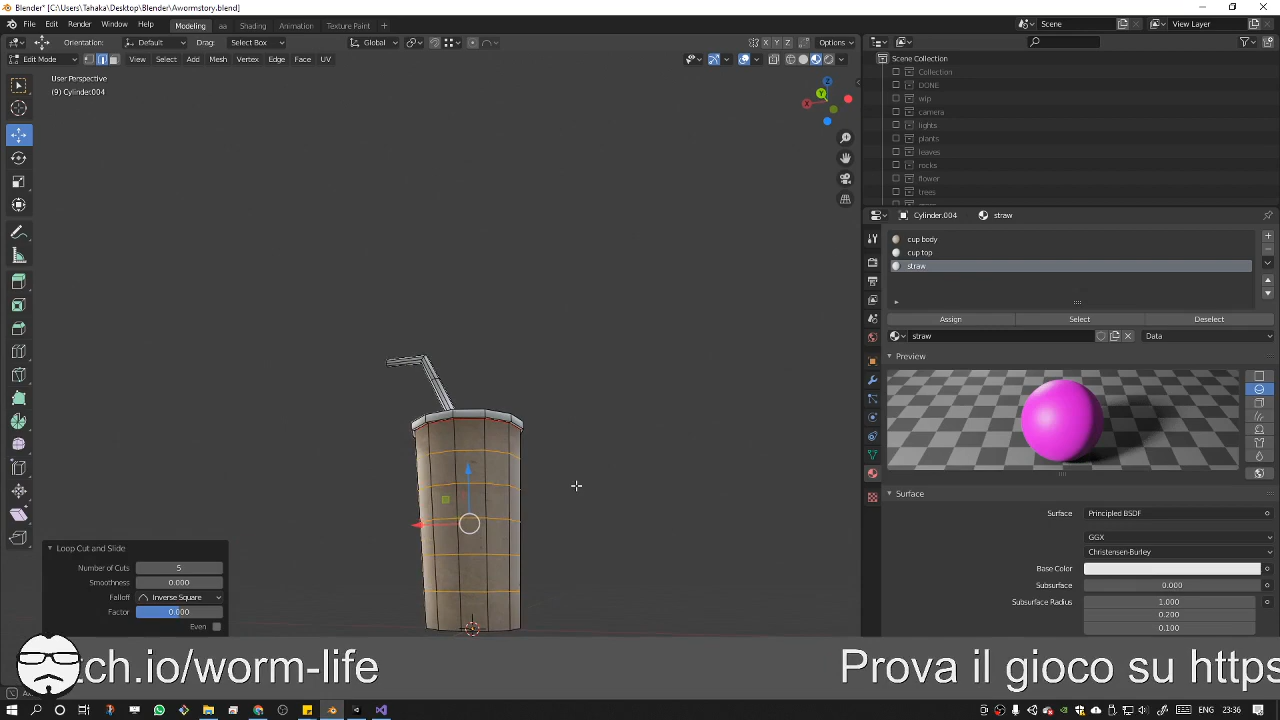 Blender* [C:\Users\Tahaka\Desktop\Blender\Awormstory.blend]
File Edit Render Window Help Modeling aa Shading Animation Texture Paint + Scene View Layer
Orientation: Default Drag: Select Box Global X Y Z Options
Edit Mode View Select Add Mesh Vertex Edge Face UV
User Perspective
(9) Cylinder.004
Z
Y
X
Scene Collection
Collection
DONE
wip
camera
lights
plants
leaves
rocks
flower
trees
Cylinder.004 straw
cup body
cup top
straw
Assign Select Deselect
straw Data
Preview
Surface
Surface Principled BSDF
GGX
Christensen-Burley
Base Color
Subsurface 0.000
Subsurface Radius 1.000
0.200
0.100
Loop Cut and Slide
Number of Cuts 5
Smoothness 0.000
Falloff Inverse Square
Factor 0.000
Even
tch.io/worm-life Prova il gioco su https
ENG 23:36